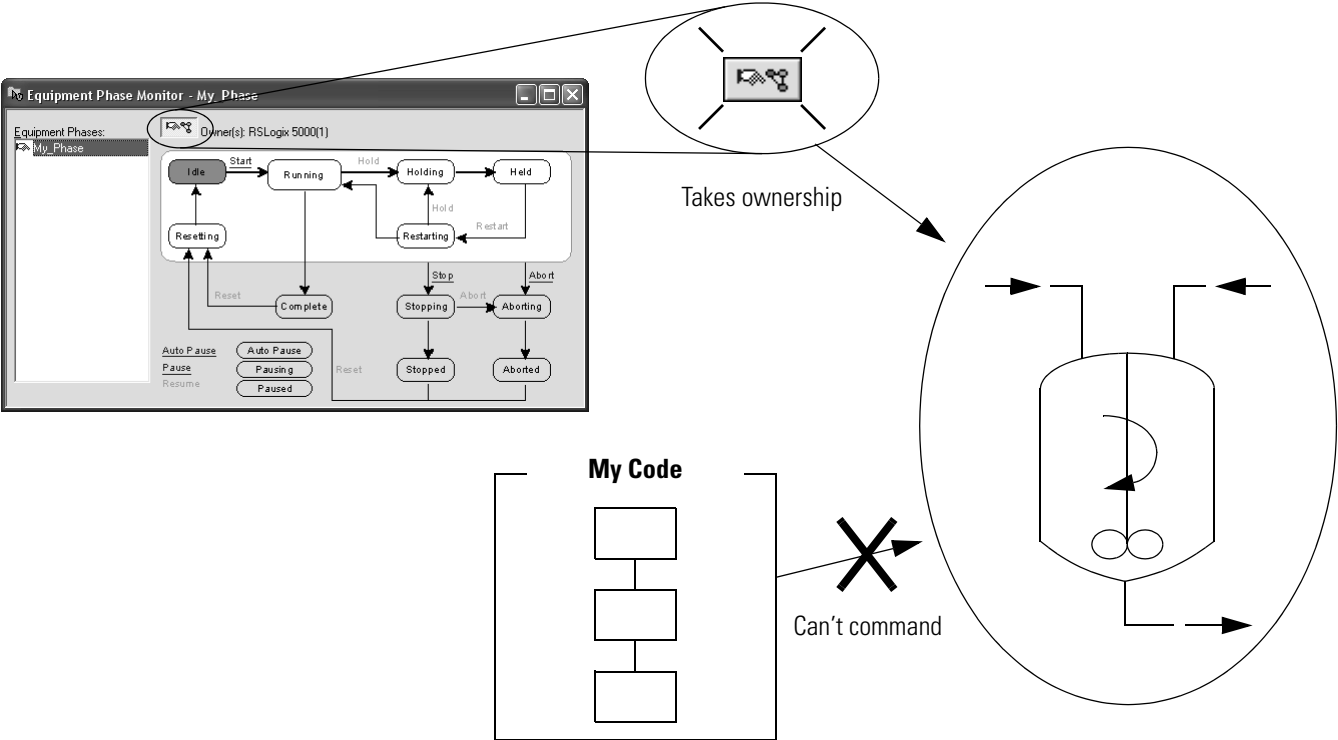 Equipment Phase Monitor - My_Phase
Equipment Phases:
My_Phase
Owner(s): RSLogix 5000(1)
Idle
Start
Running
Hold
Holding
Held
Hold
Restart
Resetting
Restarting
Stop
Abort
Reset
Complete
Stopping
Abort
Aborting
Auto Pause
Auto Pause
Pause
Pausing
Reset
Stopped
Aborted
Resume
Paused
Takes ownership
My Code
Can't command